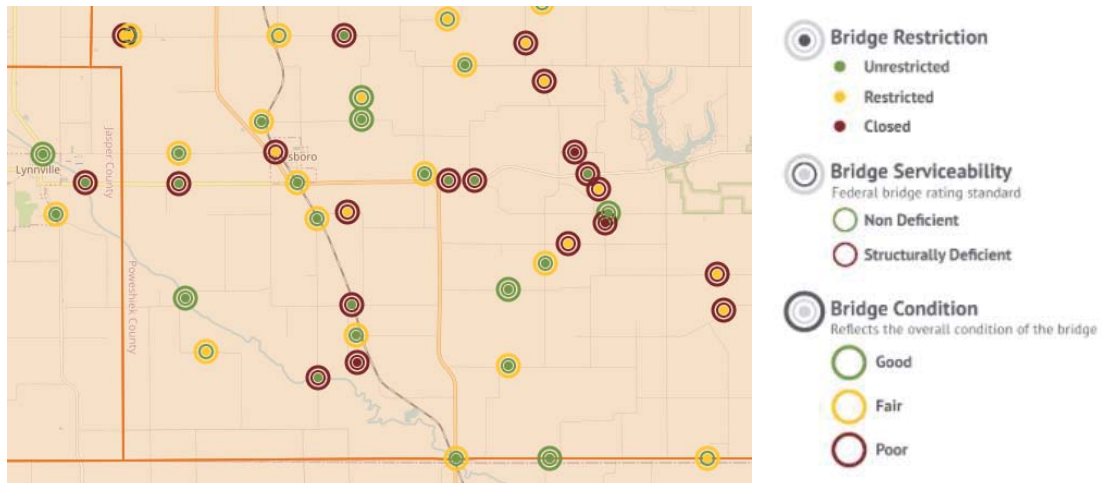 Jasper County
sboro
Lynnville
Poweshiek County
Bridge Restriction
Unrestricted
Restricted
Closed
Bridge Serviceability
Federal bridge rating standard
Non Deficient
Structurally Deficient
Bridge Condition
Reflects the overall condition of the bridge
Good
Fair
Poor